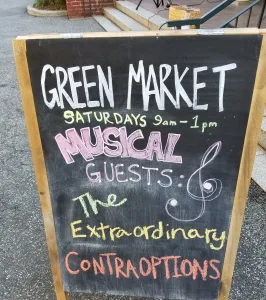 GREEN MARKET
SATURDAYS 9am - 1pm
MUSICAL
GUESTS:
The
Extraordinary
CONTRAOPTIONS